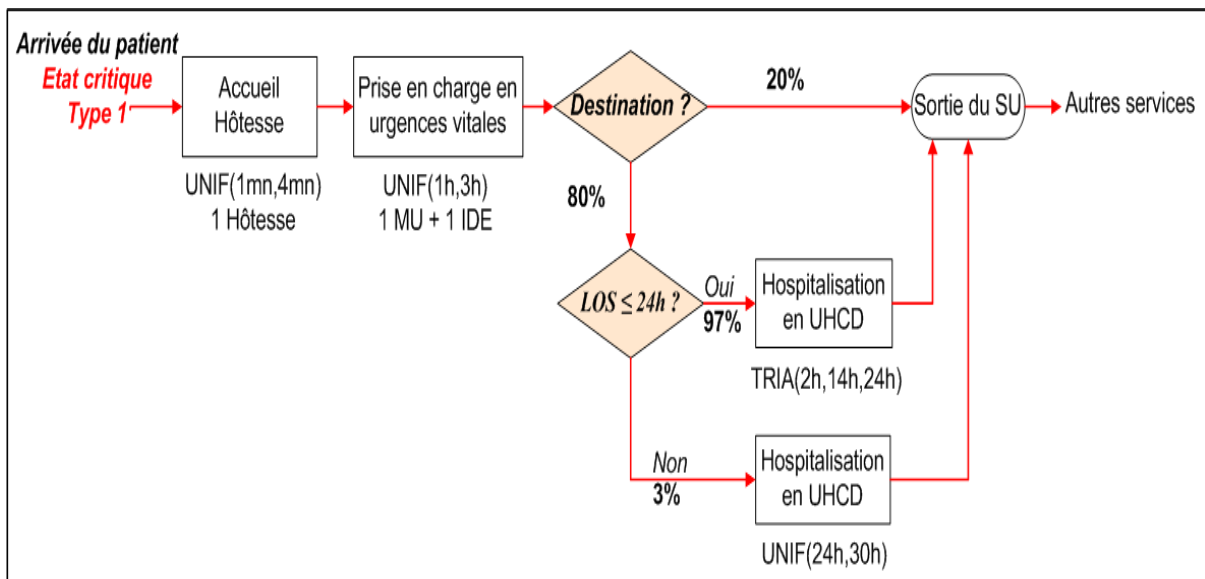 Arrivée du patient
Etat critique
Type 1
Accueil
Hôtesse
UNIF(1mn,4mn)
1 Hôtesse
Prise en charge en
urgences vitales
UNIF(1h,3h)
1 MU + 1 IDE
Destination ?
20%
Sortie du SU
Autres services
80%
LOS ≤ 24h ?
Oui
97%
Hospitalisation
en UHCD
TRIA(2h,14h,24h)
Non
3%
Hospitalisation
en UHCD
UNIF(24h,30h)